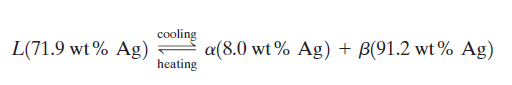 L(71.9 wt% Ag) cooling ⇌ heating α(8.0 wt% Ag) + β(91.2 wt% Ag)